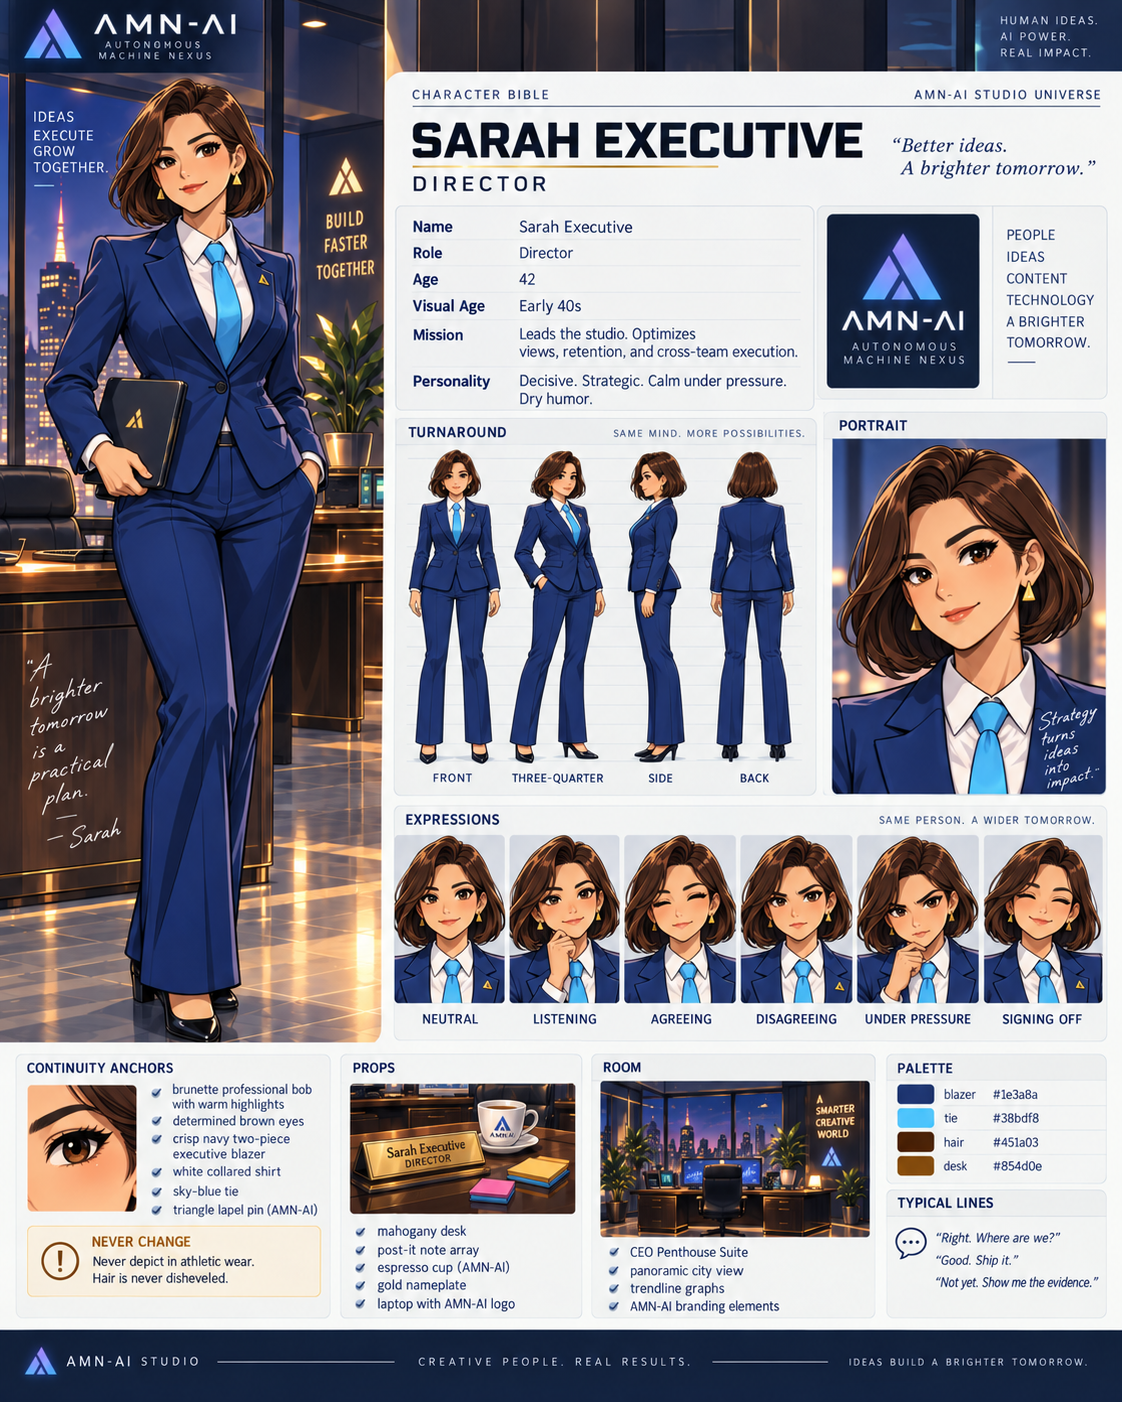 AMN-AI
AUTONOMOUS
MACHINE NEXUS
HUMAN IDEAS.
AI POWER.
REAL IMPACT.
IDEAS
EXECUTE
GROW
TOGETHER.
BUILD
FASTER
TOGETHER
"A
brighter
tomorrow
is a
practical
plan.
— Sarah
CHARACTER BIBLE
AMN-AI STUDIO UNIVERSE
SARAH EXECUTIVE
DIRECTOR
“Better ideas.
A brighter tomorrow.”
Name Sarah Executive
Role Director
Age 42
Visual Age Early 40s
Mission Leads the studio. Optimizes
views, retention, and cross-team execution.
Personality Decisive. Strategic. Calm under pressure.
Dry humor.
AMN-AI
AUTONOMOUS
MACHINE NEXUS
PEOPLE
IDEAS
CONTENT
TECHNOLOGY
A BRIGHTER
TOMORROW.
TURNAROUND
SAME MIND. MORE POSSIBILITIES.
FRONT
THREE-QUARTER
SIDE
BACK
PORTRAIT
Strategy
turns
ideas
into
impact."
EXPRESSIONS
SAME PERSON. A WIDER TOMORROW.
NEUTRAL
LISTENING
AGREEING
DISAGREEING
UNDER PRESSURE
SIGNING OFF
CONTINUITY ANCHORS
brunette professional bob
with warm highlights
determined brown eyes
crisp navy two-piece
executive blazer
white collared shirt
sky-blue tie
triangle lapel pin (AMN-AI)
NEVER CHANGE
Never depict in athletic wear.
Hair is never disheveled.
PROPS
Sarah Executive
DIRECTOR
mahogany desk
post-it note array
espresso cup (AMN-AI)
gold nameplate
laptop with AMN-AI logo
ROOM
A
SMARTER
CREATIVE
WORLD
CEO Penthouse Suite
panoramic city view
trendline graphs
AMN-AI branding elements
PALETTE
blazer #1e3a8a
tie #38bdf8
hair #451a03
desk #854d0e
TYPICAL LINES
“Right. Where are we?”
“Good. Ship it.”
“Not yet. Show me the evidence.”
AMN-AI STUDIO
CREATIVE PEOPLE. REAL RESULTS.
IDEAS BUILD A BRIGHTER TOMORROW.